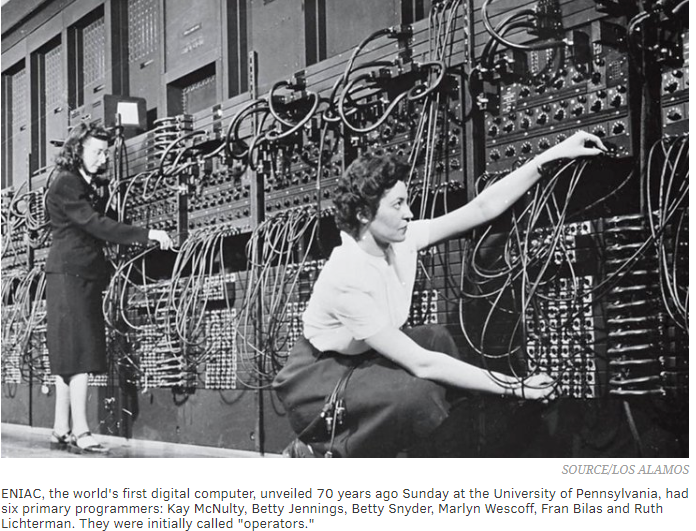 SOURCE/LOS ALAMOS
ENIAC, the world's first digital computer, unveiled 70 years ago Sunday at the University of Pennsylvania, had
six primary programmers: Kay McNulty, Betty Jennings, Betty Snyder, Marlyn Wescoff, Fran Bilas and Ruth
Lichterman. They were initially called "operators."